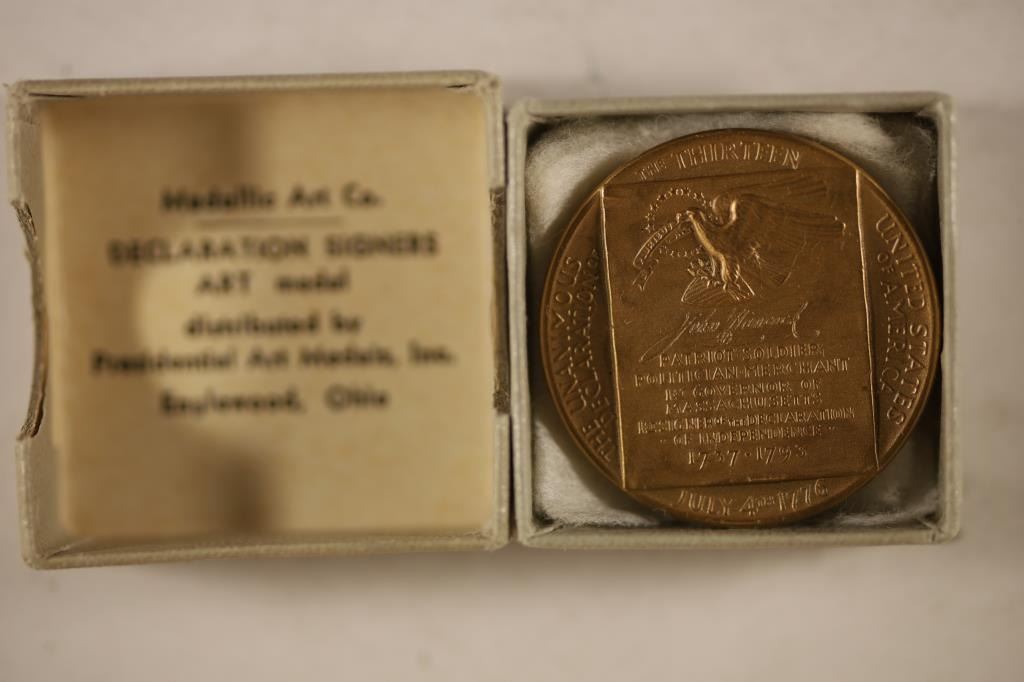 Medallic Art Co.
DECLARATION SIGNERS
ART medal
distributed by
Presidential Art Medals, Inc.
Englewood, Ohio
THE THIRTEEN
UNITED STATES
OF AMERICA
THE UNANIMOUS
DECLARATION OF
E PLURIBUS
John Hancock
PATRIOT SOLDIER
POLITICIAN MERCHANT
1ST GOVERNOR OF
MASSACHUSETTS
SIGNER OF THE DECLARATION
OF INDEPENDENCE
1737 · 1793
JULY 4TH 1776